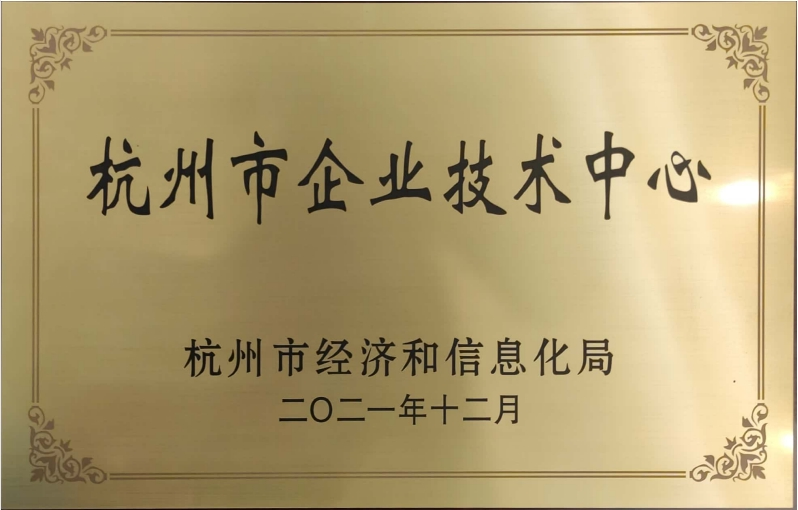 杭州市企业技术中心
杭州市经济和信息化局
二〇二一年十二月